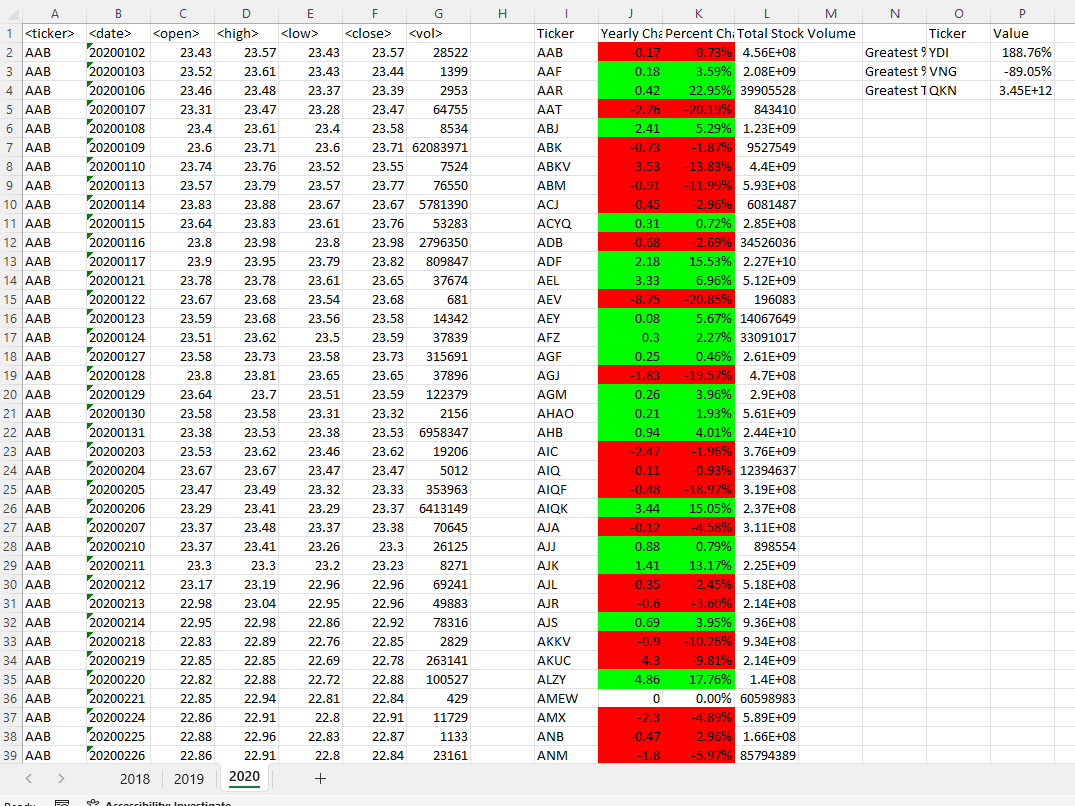 A B C D E F G H I J K L M N O P
1 <ticker> <date> <open> <high> <low> <close> <vol> Ticker Yearly Cha Percent Cha Total Stock Volume Ticker Value
2 AAB 20200102 23.43 23.57 23.43 23.57 28522 AAB -0.17 -0.73% 4.56E+08 Greatest % YDI 188.76%
3 AAB 20200103 23.52 23.61 23.43 23.44 1399 AAF 0.18 3.59% 2.08E+09 Greatest % VNG -89.05%
4 AAB 20200106 23.46 23.48 23.37 23.39 2953 AAR 0.42 22.95% 39905528 Greatest T QKN 3.45E+12
5 AAB 20200107 23.31 23.47 23.28 23.47 64755 AAT -2.76 -20.19% 843410
6 AAB 20200108 23.4 23.61 23.4 23.58 8534 ABJ 2.41 5.29% 1.23E+09
7 AAB 20200109 23.6 23.71 23.6 23.71 62083971 ABK -0.73 -1.87% 9527549
8 AAB 20200110 23.74 23.76 23.52 23.55 7524 ABKV -3.53 -13.83% 4.4E+09
9 AAB 20200113 23.57 23.79 23.57 23.77 76550 ABM -0.91 -11.99% 5.93E+08
10 AAB 20200114 23.83 23.88 23.67 23.67 5781390 ACJ -0.45 -2.96% 6081487
11 AAB 20200115 23.64 23.83 23.61 23.76 53283 ACYQ 0.31 0.72% 2.85E+08
12 AAB 20200116 23.8 23.98 23.8 23.98 2796350 ADB -0.68 -2.69% 34526036
13 AAB 20200117 23.9 23.95 23.79 23.82 809847 ADF 2.18 15.53% 2.27E+10
14 AAB 20200121 23.78 23.78 23.61 23.65 37674 AEL 3.33 6.96% 5.12E+09
15 AAB 20200122 23.67 23.68 23.54 23.68 681 AEV -8.75 -20.85% 196083
16 AAB 20200123 23.59 23.68 23.56 23.58 14342 AEY 0.08 5.67% 14067649
17 AAB 20200124 23.51 23.62 23.5 23.59 37839 AFZ 0.3 2.27% 33091017
18 AAB 20200127 23.58 23.73 23.58 23.73 315691 AGF 0.25 0.46% 2.61E+09
19 AAB 20200128 23.8 23.81 23.65 23.65 37896 AGJ -1.83 -19.57% 4.7E+08
20 AAB 20200129 23.64 23.7 23.51 23.59 122379 AGM 0.26 3.96% 2.9E+08
21 AAB 20200130 23.58 23.58 23.31 23.32 2156 AHAO 0.21 1.93% 5.61E+09
22 AAB 20200131 23.38 23.53 23.38 23.53 6958347 AHB 0.94 4.01% 2.44E+10
23 AAB 20200203 23.53 23.62 23.46 23.62 19206 AIC -2.47 -1.96% 3.76E+09
24 AAB 20200204 23.67 23.67 23.47 23.47 5012 AIQ -0.11 -0.93% 12394637
25 AAB 20200205 23.47 23.49 23.32 23.33 353963 AIQF -0.48 -18.97% 3.19E+08
26 AAB 20200206 23.29 23.41 23.29 23.37 6413149 AIQK 3.44 15.05% 2.37E+08
27 AAB 20200207 23.37 23.48 23.37 23.38 70645 AJA -0.12 -4.58% 3.11E+08
28 AAB 20200210 23.37 23.41 23.26 23.3 26125 AJJ 0.88 0.79% 898554
29 AAB 20200211 23.3 23.3 23.2 23.23 8271 AJK 1.41 13.17% 2.25E+09
30 AAB 20200212 23.17 23.19 22.96 22.96 69241 AJL -0.35 -2.45% 5.18E+08
31 AAB 20200213 22.98 23.04 22.95 22.96 49883 AJR -0.6 -3.60% 2.14E+08
32 AAB 20200214 22.95 22.98 22.86 22.92 78316 AJS 0.69 3.95% 9.36E+08
33 AAB 20200218 22.83 22.89 22.76 22.85 2829 AKKV -0.9 -10.26% 9.34E+08
34 AAB 20200219 22.85 22.85 22.69 22.78 263141 AKUC -4.3 -9.81% 2.14E+09
35 AAB 20200220 22.82 22.88 22.72 22.88 100527 ALZY 4.86 17.76% 1.4E+08
36 AAB 20200221 22.85 22.94 22.81 22.84 429 AMEW 0 0.00% 60598983
37 AAB 20200224 22.86 22.91 22.8 22.91 11729 AMX -2.3 -4.89% 5.89E+09
38 AAB 20200225 22.88 22.96 22.83 22.87 1133 ANB -0.47 -2.96% 1.66E+08
39 AAB 20200226 22.86 22.91 22.8 22.84 23161 ANM -1.8 -5.97% 85794389
2018 2019 2020 +
Ready Accessibility: Investigate